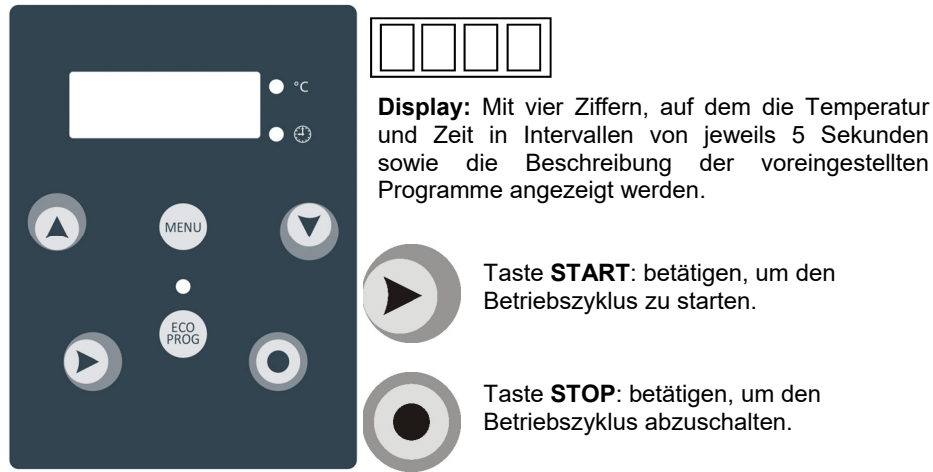 °C
MENU
ECO
PROG
Display: Mit vier Ziffern, auf dem die Temperatur
und Zeit in Intervallen von jeweils 5 Sekunden
sowie die Beschreibung der voreingestellten
Programme angezeigt werden.
Taste START: betätigen, um den
Betriebszyklus zu starten.
Taste STOP: betätigen, um den
Betriebszyklus abzuschalten.